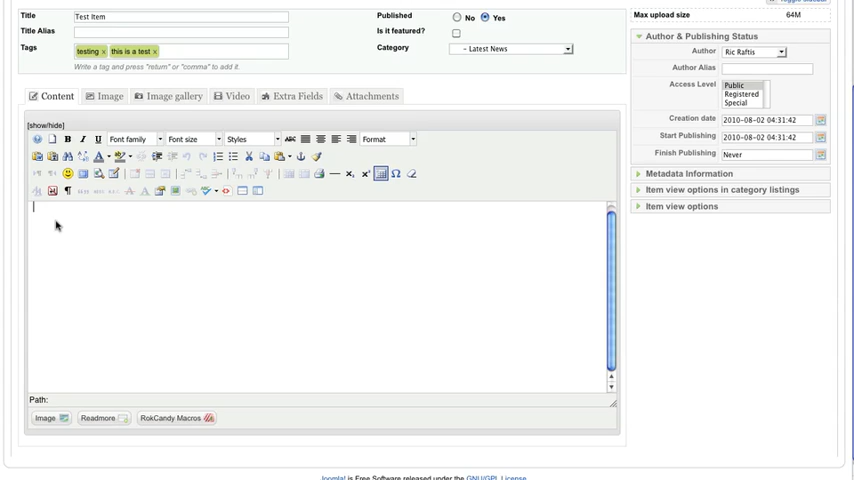 Title Test Item Published No Yes
Title Alias Is it featured?
Tags testing x this is a test x Category - Latest News
Write a tag and press "return" or "comma" to add it.
Max upload size 64M
Author & Publishing Status
Author Ric Raftis
Author Alias
Access Level Public
Registered
Special
Creation date 2010-08-02 04:31:42
Start Publishing 2010-08-02 04:31:42
Finish Publishing Never
Metadata Information
Item view options in category listings
Item view options
Content Image Image gallery Video Extra Fields Attachments
[show/hide]
B I U Font family Font size Styles ABC Format
Path:
Image Readmore RokCandy Macros
Joomla! is Free Software released under the GNU/GPL License.